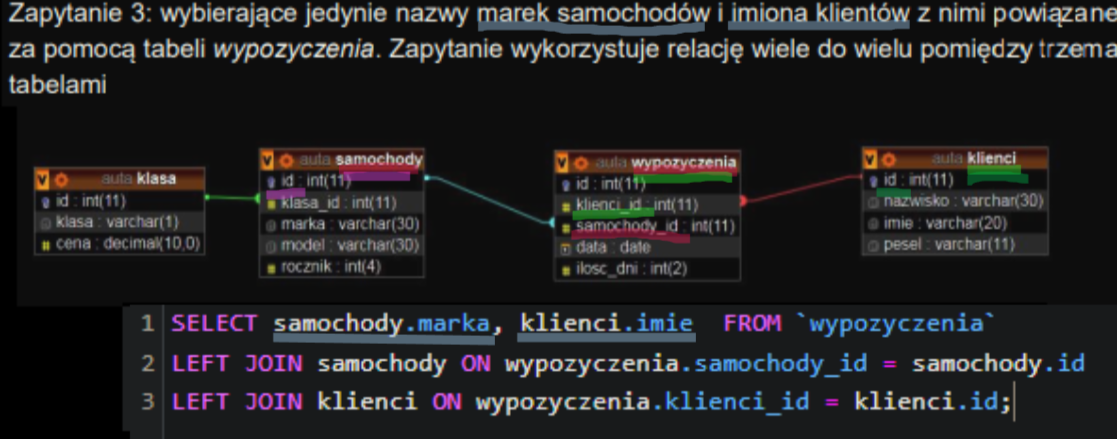 Zapytanie 3: wybierające jedynie nazwy marek samochodów i imiona klientów z nimi powiązane
za pomocą tabeli wypozyczenia. Zapytanie wykorzystuje relację wiele do wielu pomiędzy trzema
tabelami
auta klasa
id : int(11)
klasa : varchar(1)
cena : decimal(10,0)
auta samochody
id : int(11)
klasa_id : int(11)
marka : varchar(30)
model : varchar(30)
rocznik : int(4)
auta wypozyczenia
id : int(11)
klienci_id : int(11)
samochody_id : int(11)
data : date
ilosc_dni : int(2)
auta klienci
id : int(11)
nazwisko : varchar(30)
imie : varchar(20)
pesel : varchar(11)
1 SELECT samochody.marka, klienci.imie FROM `wypozyczenia`
2 LEFT JOIN samochody ON wypozyczenia.samochody_id = samochody.id
3 LEFT JOIN klienci ON wypozyczenia.klienci_id = klienci.id;